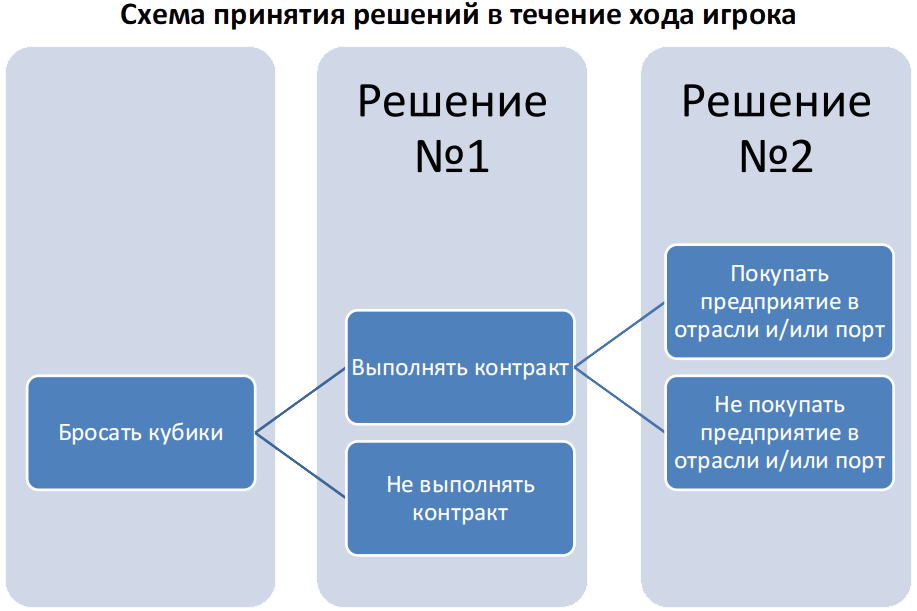 Схема принятия решений в течение хода игрока
Решение
№1
Решение
№2
Бросать кубики
Выполнять контракт
Не выполнять
контракт
Покупать
предприятие в
отрасли и/или порт
Не покупать
предприятие в
отрасли и/или порт